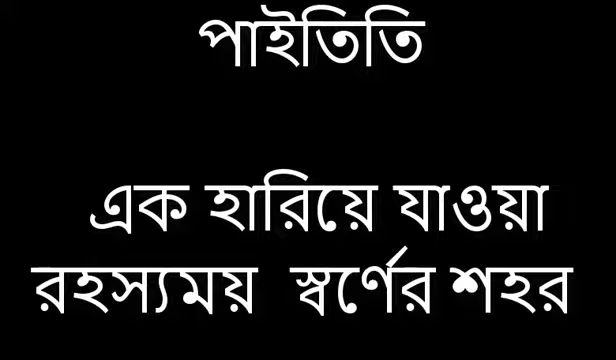 পাইতিতি
এক হারিয়ে যাওয়া
রহস্যময় স্বর্ণের শহর